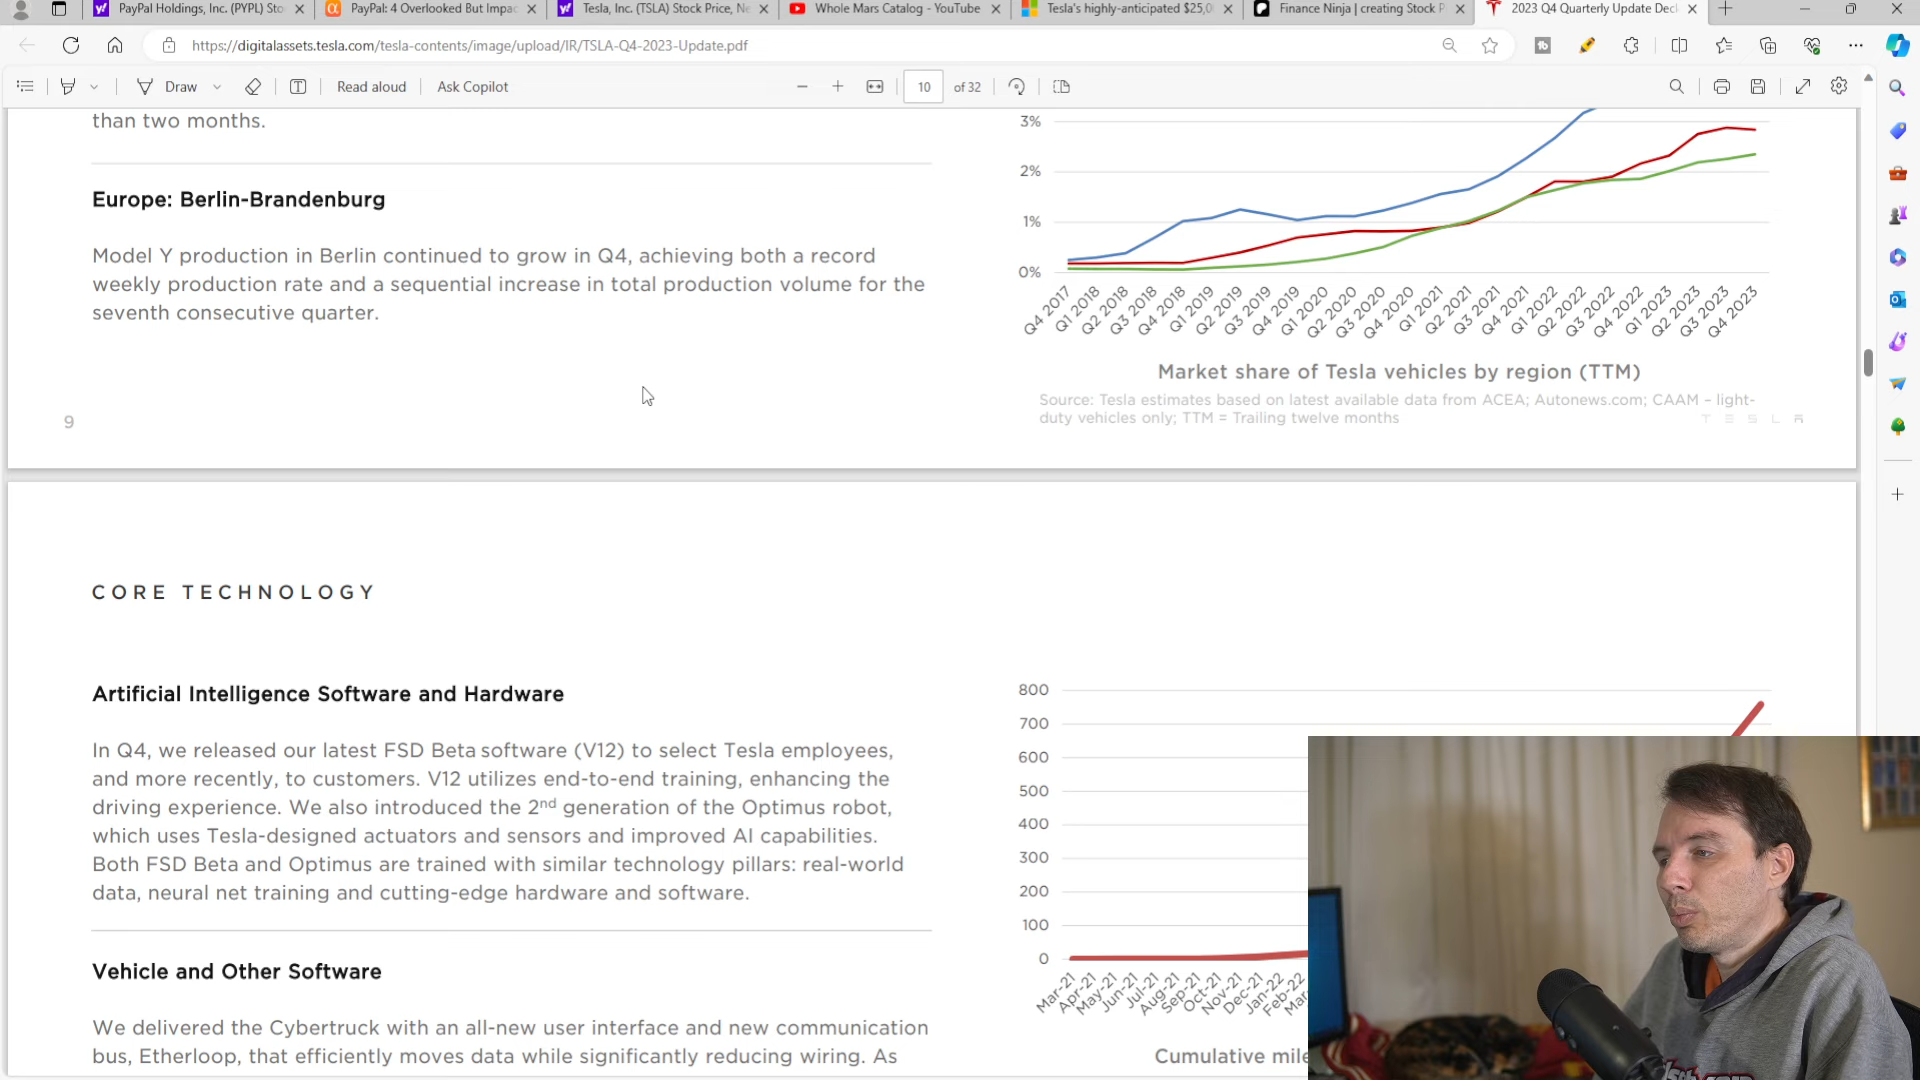 PayPal Holdings, Inc. (PYPL) Sto
PayPal: 4 Overlooked But Impac
Tesla, Inc. (TSLA) Stock Price, Ne
Whole Mars Catalog - YouTube
Tesla's highly-anticipated $25,0
Finance Ninja | creating Stock P
2023 Q4 Quarterly Update Dec
https://digitalassets.tesla.com/tesla-contents/image/upload/IR/TSLA-Q4-2023-Update.pdf
Draw
Read aloud
Ask Copilot
10 of 32
than two months.
Europe: Berlin-Brandenburg
Model Y production in Berlin continued to grow in Q4, achieving both a record
weekly production rate and a sequential increase in total production volume for the
seventh consecutive quarter.
9
3%
2%
1%
0%
Q4 2017
Q1 2018
Q2 2018
Q3 2018
Q4 2018
Q1 2019
Q2 2019
Q3 2019
Q4 2019
Q1 2020
Q2 2020
Q3 2020
Q4 2020
Q1 2021
Q2 2021
Q3 2021
Q4 2021
Q1 2022
Q2 2022
Q3 2022
Q4 2022
Q1 2023
Q2 2023
Q3 2023
Q4 2023
Market share of Tesla vehicles by region (TTM)
Source: Tesla estimates based on latest available data from ACEA; Autonews.com; CAAM – light-
duty vehicles only; TTM = Trailing twelve months
TESLA
CORE TECHNOLOGY
Artificial Intelligence Software and Hardware
In Q4, we released our latest FSD Beta software (V12) to select Tesla employees,
and more recently, to customers. V12 utilizes end-to-end training, enhancing the
driving experience. We also introduced the 2nd generation of the Optimus robot,
which uses Tesla-designed actuators and sensors and improved AI capabilities.
Both FSD Beta and Optimus are trained with similar technology pillars: real-world
data, neural net training and cutting-edge hardware and software.
Vehicle and Other Software
We delivered the Cybertruck with an all-new user interface and new communication
bus, Etherloop, that efficiently moves data while significantly reducing wiring. As
800
700
600
500
400
300
200
100
0
Mar-21
Apr-21
May-21
Jun-21
Jul-21
Aug-21
Sep-21
Oct-21
Nov-21
Dec-21
Jan-22
Feb-22
Mar
Cumulative mile